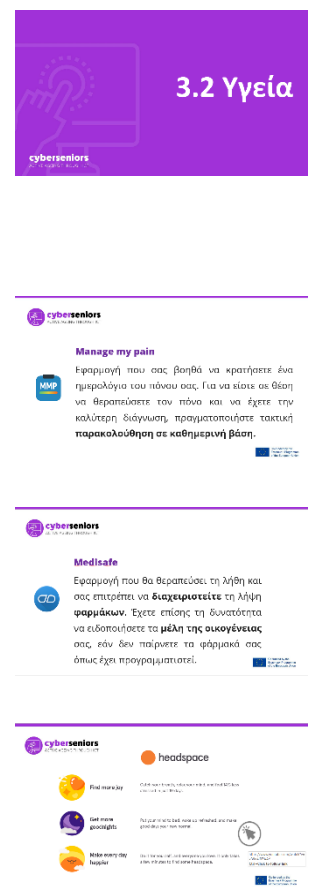 3.2 Υγεία
cyberseniors
cyberseniors
Manage my pain
MMP
Εφαρμογή που σας βοηθά να κρατήσετε ένα
ημερολόγιο του πόνου σας. Για να είστε σε θέση
να θεραπεύσετε τον πόνο και να έχετε την
καλύτερη διάγνωση, πραγματοποιήστε τακτική
παρακολούθηση σε καθημερινή βάση.
cyberseniors
Medisafe
Εφαρμογή που θα θεραπεύσει τη λήθη και
σας επιτρέπει να διαχειριστείτε τη λήψη
φαρμάκων. Έχετε επίσης τη δυνατότητα
να ειδοποιήσετε τα μέλη της οικογένειας
σας, εάν δεν παίρνετε τα φάρμακά σας
όπως έχει προγραμματιστεί.
cyberseniors
headspace
Find more joy
Get more
goodnights
Make every day
happier